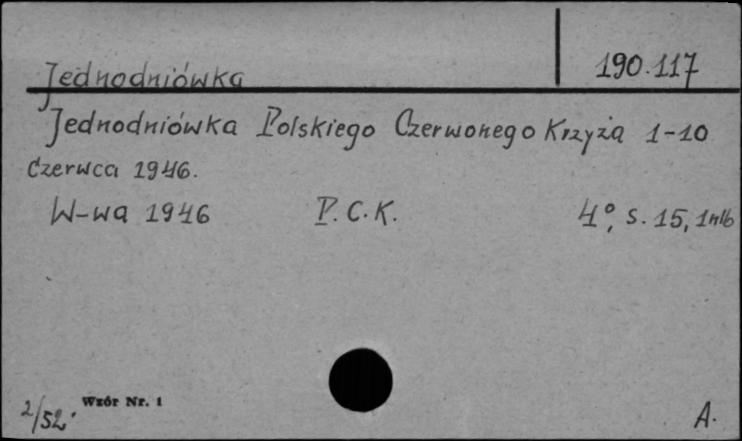 Jednodniówka 190.117
Jednodniówka Polskiego Czerwonego Krzyża 1-10
czerwca 1946.
W-wa 1946 P.C.K. 4°, s. 15, 1nlb
2/52. Wzór Nr. 1 A.